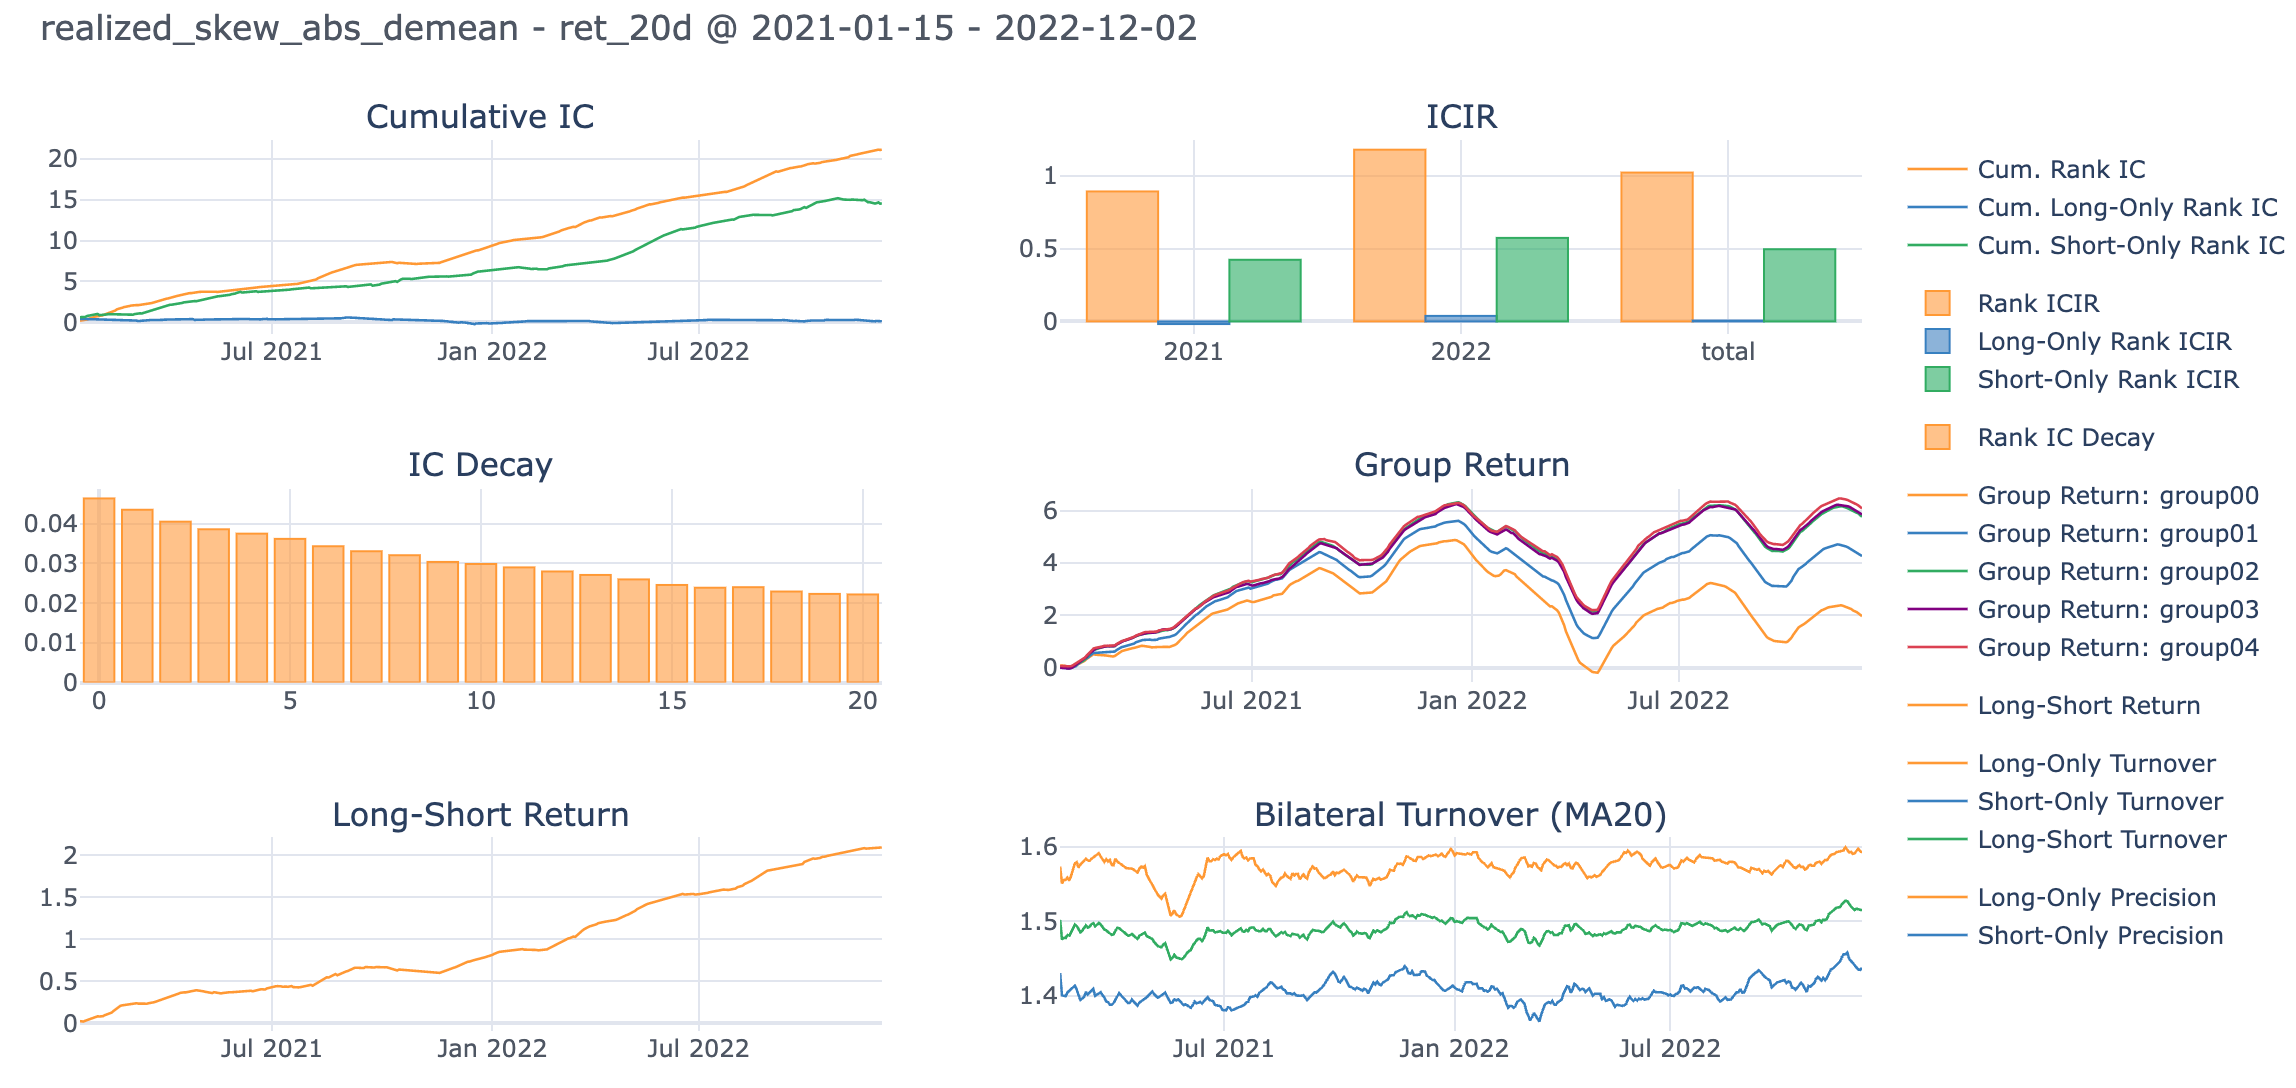 realized_skew_abs_demean - ret_20d @ 2021-01-15 - 2022-12-02
Cumulative IC
20
15
10
5
0
Jul 2021
Jan 2022
Jul 2022
ICIR
1
0.5
0
2021
2022
total
IC Decay
0.04
0.03
0.02
0.01
0
0
5
10
15
20
Group Return
6
4
2
0
Jul 2021
Jan 2022
Jul 2022
Long-Short Return
2
1.5
1
0.5
0
Jul 2021
Jan 2022
Jul 2022
Bilateral Turnover (MA20)
1.6
1.5
1.4
Jul 2021
Jan 2022
Jul 2022
Cum. Rank IC
Cum. Long-Only Rank IC
Cum. Short-Only Rank IC
Rank ICIR
Long-Only Rank ICIR
Short-Only Rank ICIR
Rank IC Decay
Group Return: group00
Group Return: group01
Group Return: group02
Group Return: group03
Group Return: group04
Long-Short Return
Long-Only Turnover
Short-Only Turnover
Long-Short Turnover
Long-Only Precision
Short-Only Precision